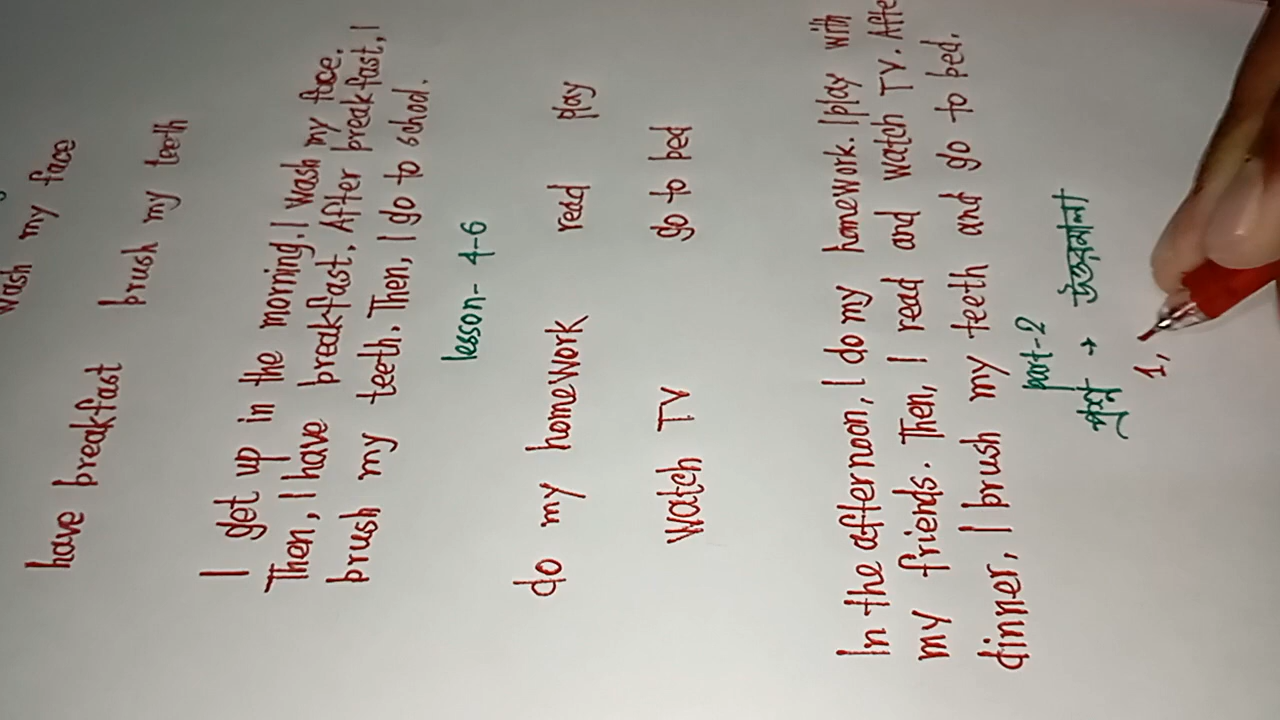 wash my face
have breakfast brush my teeth
I get up in the morning. I wash my face.
Then, I have breakfast. After breakfast, I
brush my teeth. Then, I go to school.
lesson- 4-6
do my homework read play
watch TV go to bed
In the afternoon, I do my homework. I play with
my friends. Then, I read and watch TV. Afte
dinner, I brush my teeth and go to bed.
part-2
→ উত্তরমালা
1,